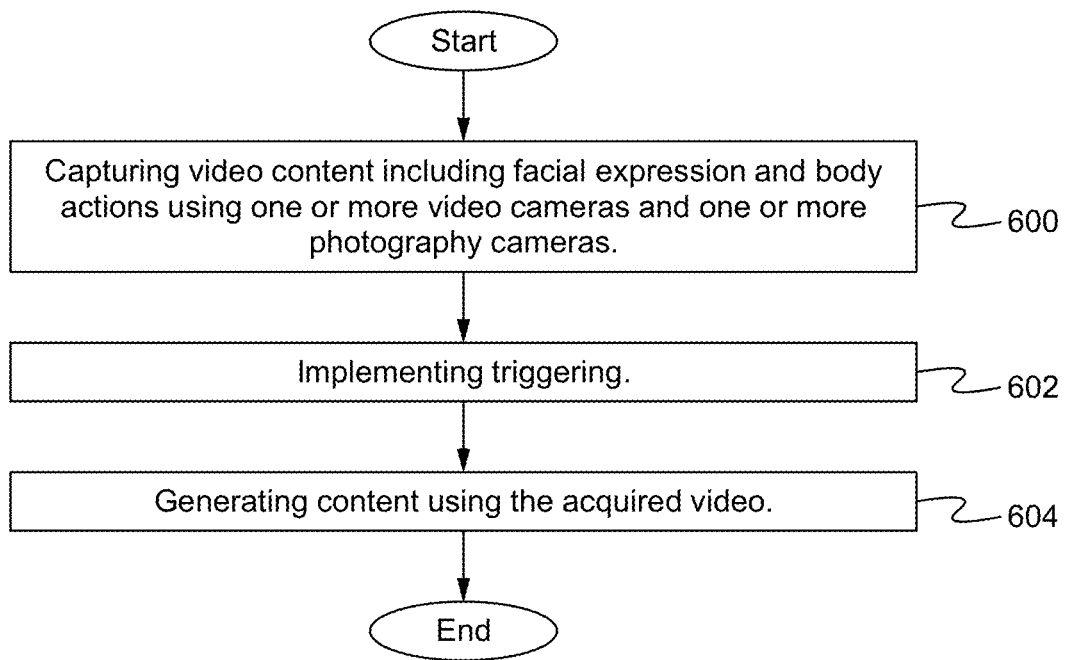 Start
Capturing video content including facial expression and body
actions using one or more video cameras and one or more
photography cameras.
600
Implementing triggering.
602
Generating content using the acquired video.
604
End